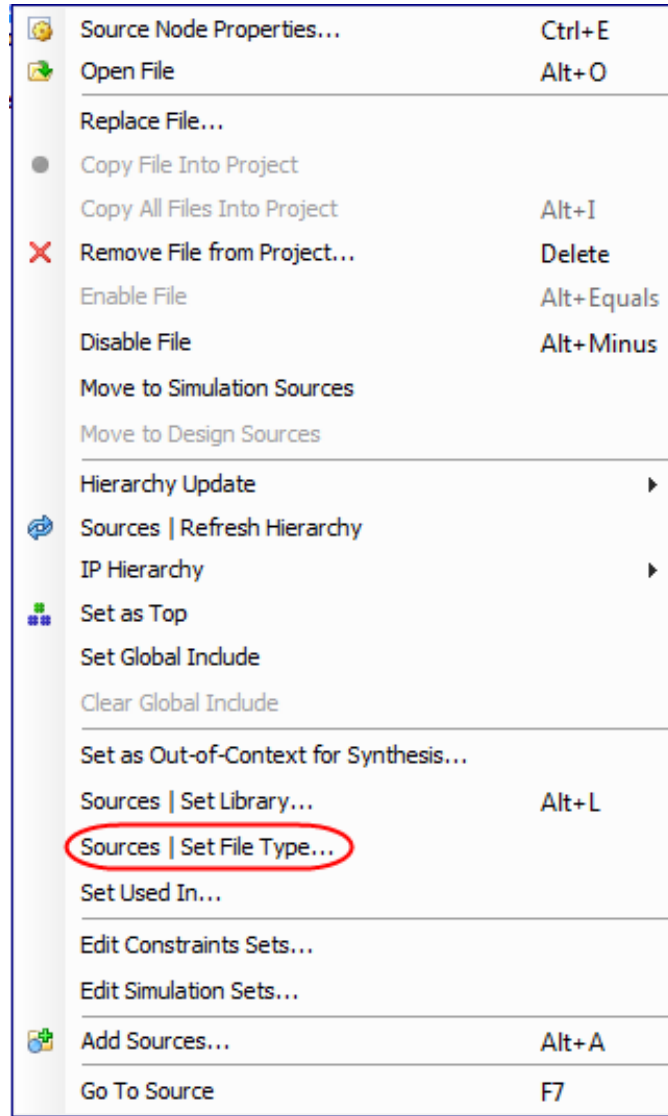 Source Node Properties... Ctrl+E
Open File Alt+O
Replace File...
Copy File Into Project
Copy All Files Into Project Alt+I
Remove File from Project... Delete
Enable File Alt+Equals
Disable File Alt+Minus
Move to Simulation Sources
Move to Design Sources
Hierarchy Update
Sources | Refresh Hierarchy
IP Hierarchy
Set as Top
Set Global Include
Clear Global Include
Set as Out-of-Context for Synthesis...
Sources | Set Library... Alt+L
Sources | Set File Type...
Set Used In...
Edit Constraints Sets...
Edit Simulation Sets...
Add Sources... Alt+A
Go To Source F7